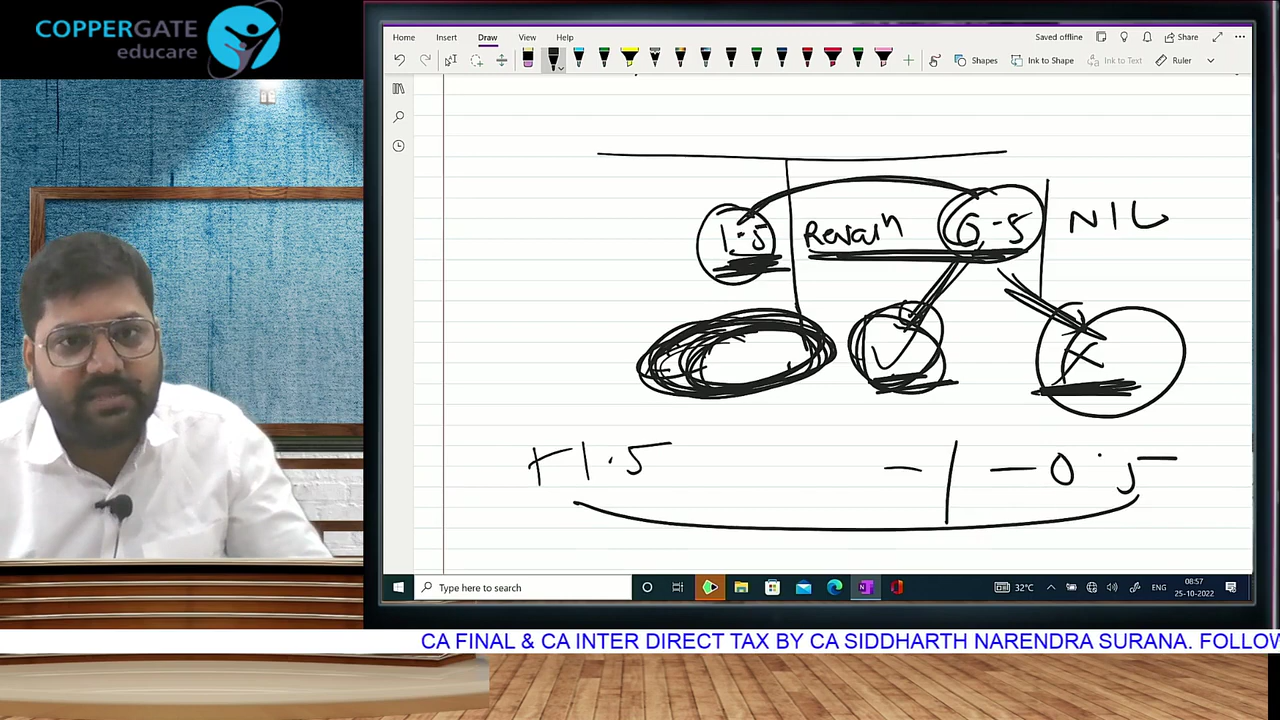 COPPERGATE
educare
Home Insert Draw View Help
Saved offline
Share
Shapes
Ink to Shape
Ink to Text
Ruler
1.5
6.5
NIL
+1.5
- | -0.5
Type here to search
32°C
ENG
08:57
25-10-2022
CA FINAL & CA INTER DIRECT TAX BY CA SIDDHARTH NARENDRA SURANA. FOLLOW